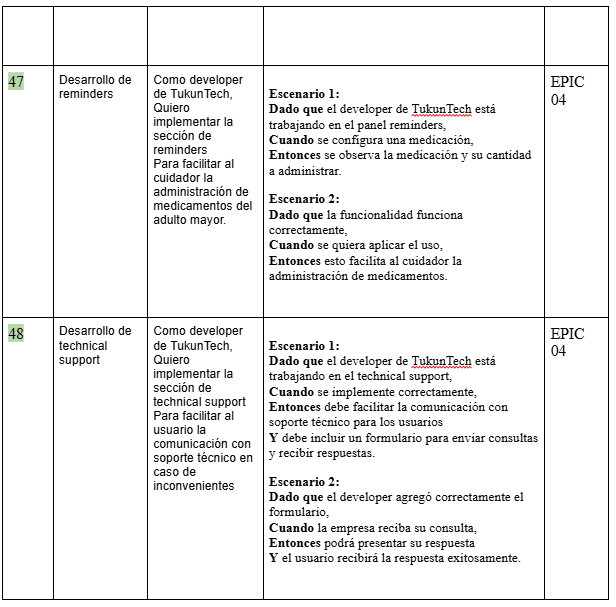 47
Desarrollo de
reminders
Como developer
de TukunTech,
Quiero
implementar la
sección de
reminders
Para facilitar al
cuidador la
administración de
medicamentos del
adulto mayor.
Escenario 1:
Dado que el developer de TukunTech está
trabajando en el panel reminders,
Cuando se configura una medicación,
Entonces se observa la medicación y su cantidad
a administrar.
Escenario 2:
Dado que la funcionalidad funciona
correctamente,
Cuando se quiera aplicar el uso,
Entonces esto facilita al cuidador la
administración de medicamentos.
EPIC
04
48
Desarrollo de
technical
support
Como developer
de TukunTech,
Quiero
implementar la
sección de
technical support
Para facilitar al
usuario la
comunicación con
soporte técnico en
caso de
inconvenientes
Escenario 1:
Dado que el developer de TukunTech está
trabajando en el technical support,
Cuando se implemente correctamente,
Entonces debe facilitar la comunicación con
soporte técnico para los usuarios
Y debe incluir un formulario para enviar consultas
y recibir respuestas.
Escenario 2:
Dado que el developer agregó correctamente el
formulario,
Cuando la empresa reciba su consulta,
Entonces podrá presentar su respuesta
Y el usuario recibirá la respuesta exitosamente.
EPIC
04